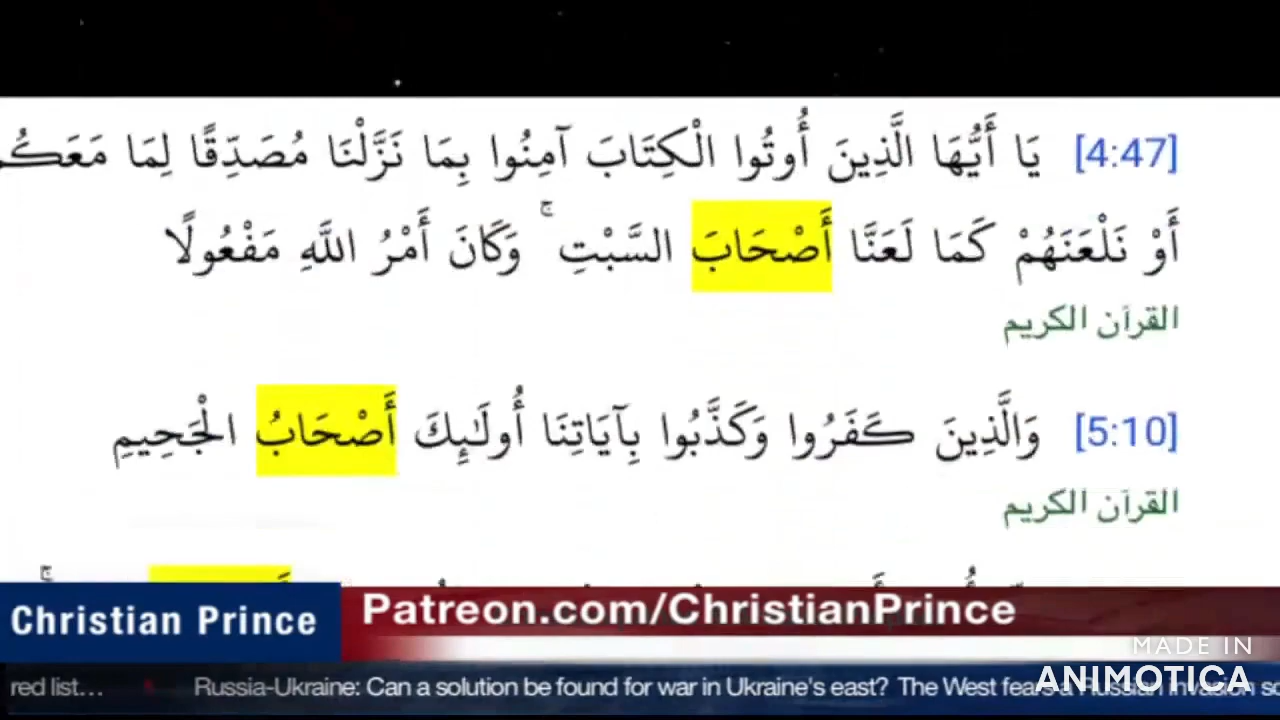 [4:47] يَا أَيُّهَا الَّذِينَ أُوتُوا الْكِتَابَ آمِنُوا بِمَا نَزَّلْنَا مُصَدِّقًا لِمَا
أَوْ نَلْعَنَهُمْ كَمَا لَعَنَّا أَصْحَابَ السَّبْتِ ۚ وَكَانَ أَمْرُ اللَّهِ مَفْعُولًا
القرآن الكريم
[5:10] وَالَّذِينَ كَفَرُوا وَكَذَّبُوا بِآيَاتِنَا أُولَٰئِكَ أَصْحَابُ الْجَحِيمِ
القرآن الكريم
Christian Prince
Patreon.com/ChristianPrince
MADE IN
ANIMOTICA
red list... Russia-Ukraine: Can a solution be found for war in Ukraine's east? The West fears a Russian invasion